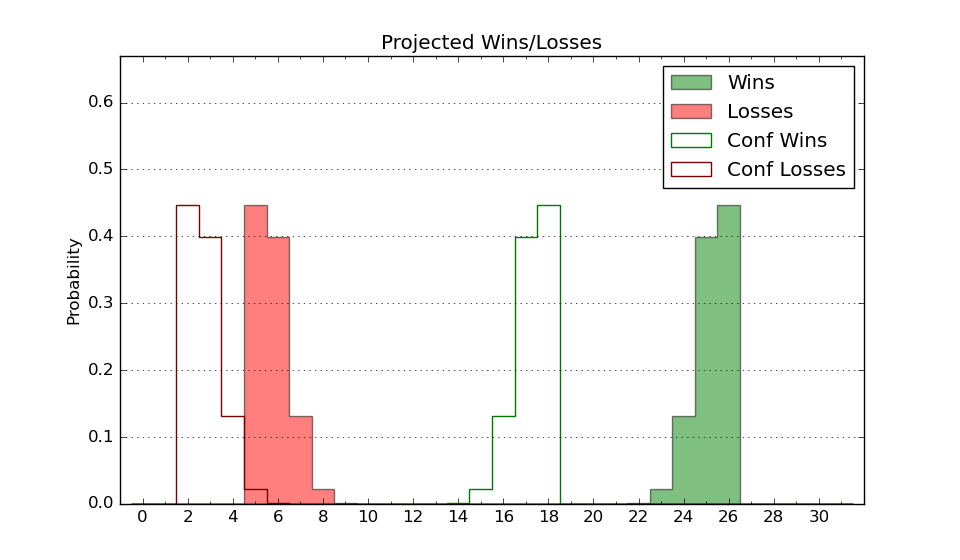 Projected Wins/Losses
Wins
Losses
Conf Wins
Conf Losses
Probability
0.6
0.5
0.4
0.3
0.2
0.1
0.0
0 2 4 6 8 10 12 14 16 18 20 22 24 26 28 30